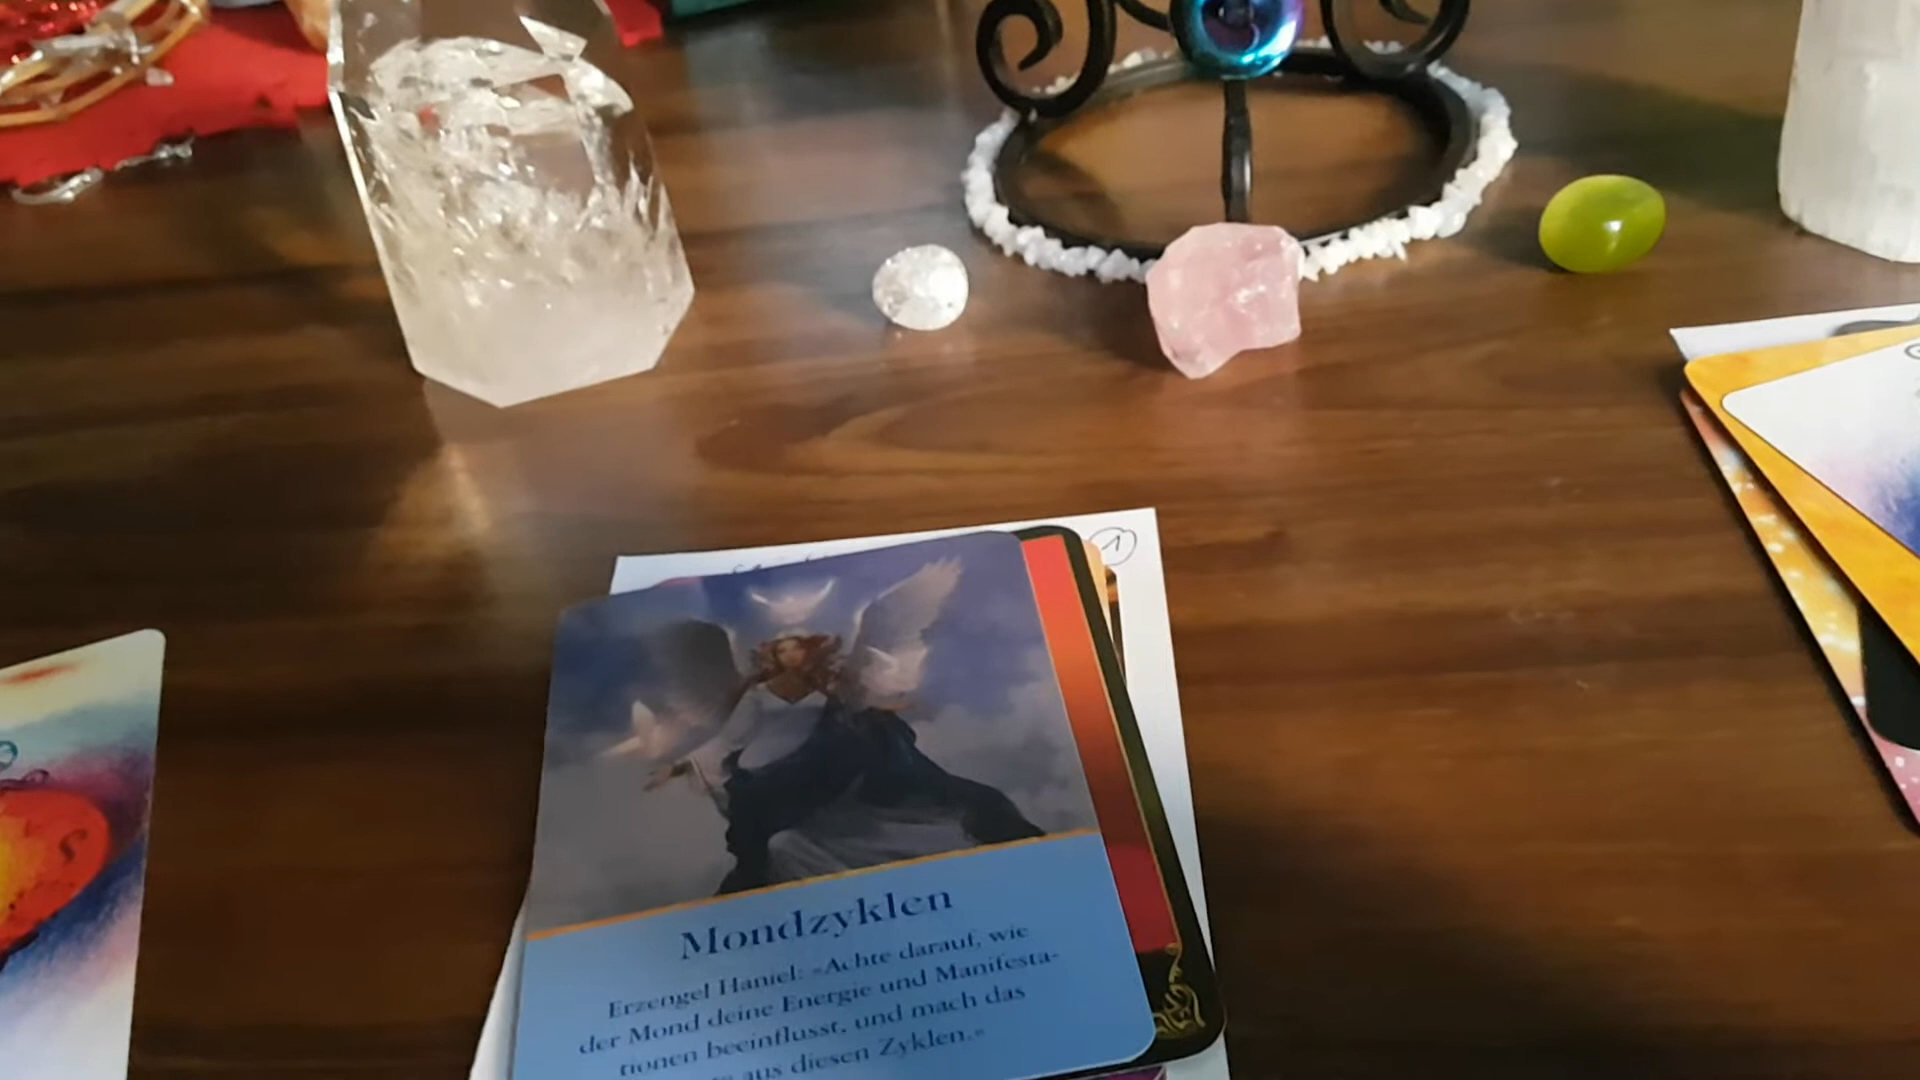 1
Mondzyklen
Erzengel Haniel: »Achte darauf, wie
der Mond deine Energie und Manifesta-
tionen beeinflusst, und mach das
aus diesen Zyklen.«